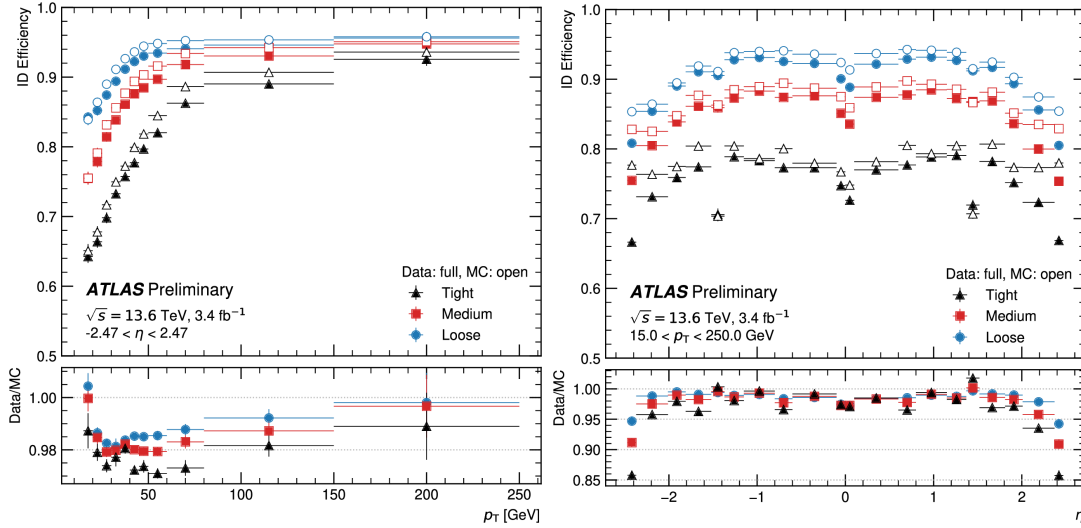 ID Efficiency
1.0
0.9
0.8
0.7
0.6
0.5
Data: full, MC: open
ATLAS Preliminary
√s = 13.6 TeV, 3.4 fb⁻¹
-2.47 < η < 2.47
Tight
Medium
Loose
Data/MC
1.00
0.98
50
100
150
200
250
pT [GeV]
ID Efficiency
1.0
0.9
0.8
0.7
0.6
0.5
Data: full, MC: open
ATLAS Preliminary
√s = 13.6 TeV, 3.4 fb⁻¹
15.0 < pT < 250.0 GeV
Tight
Medium
Loose
Data/MC
1.00
0.95
0.90
0.85
−2
−1
0
1
2
η